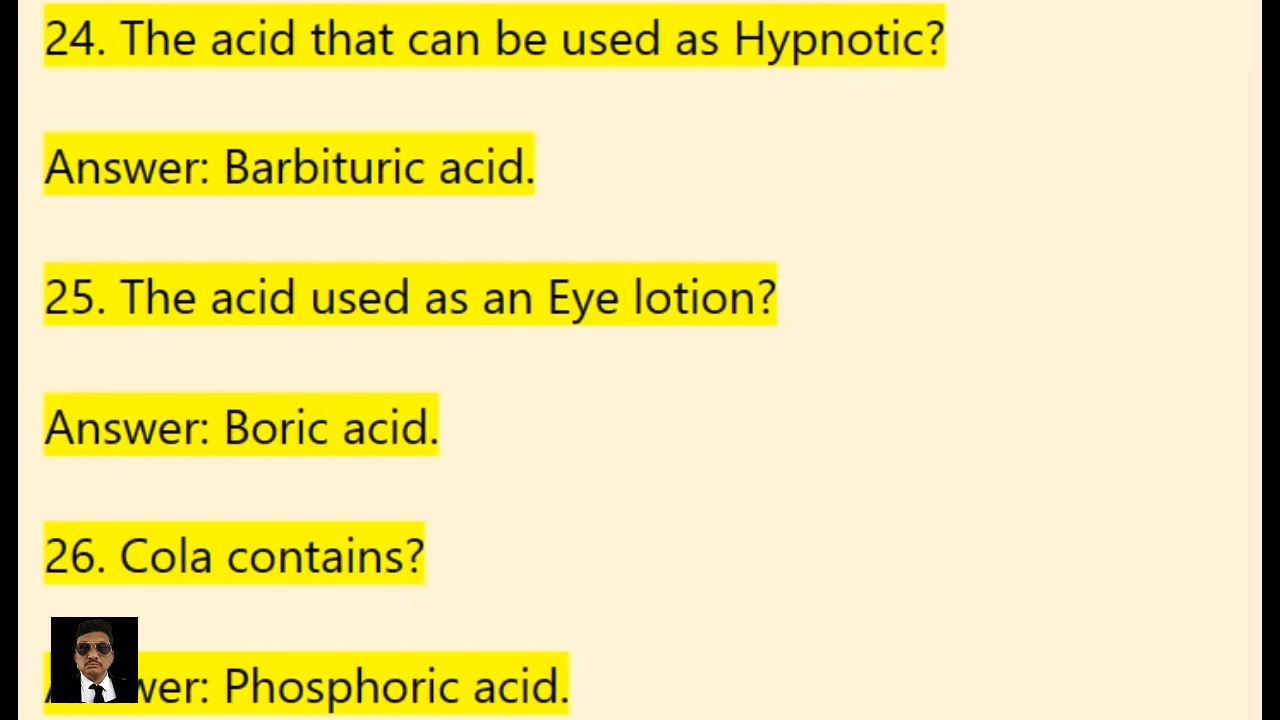 24. The acid that can be used as Hypnotic?
Answer: Barbituric acid.
25. The acid used as an Eye lotion?
Answer: Boric acid.
26. Cola contains?
wer: Phosphoric acid.